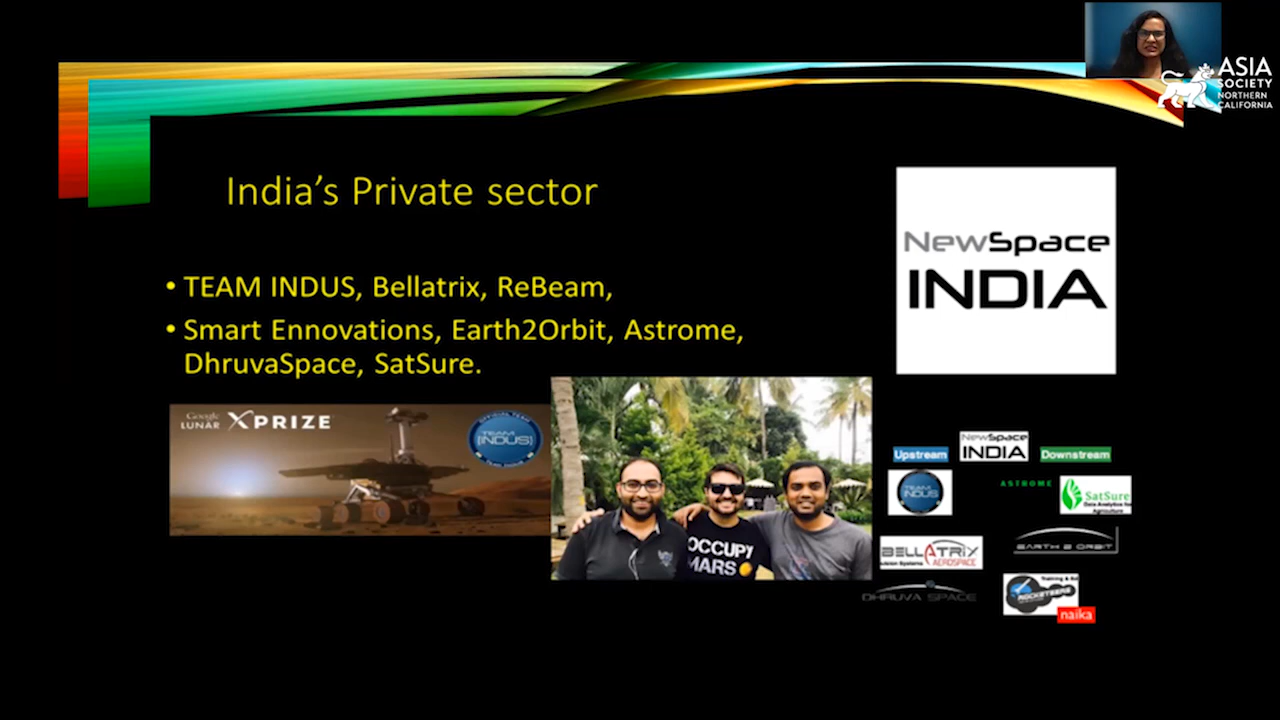 ASIA
SOCIETY
NORTHERN
CALIFORNIA
India's Private sector
• TEAM INDUS, Bellatrix, ReBeam,
• Smart Ennovations, Earth2Orbit, Astrome,
DhruvaSpace, SatSure.
NewSpace
INDIA
Google
LUNAR XPRIZE
OFFICIAL TEAM
TEAM
INDUS
OCCUPY
MARS
Upstream
NewSpace
INDIA
Downstream
TEAM
INDUS
ASTROME
SatSure
Data Analytics for
Agriculture
BELLATRIX
AEROSPACE
EARTH 2 ORBIT
DHRUVA SPACE
ROCKETEERS
naika